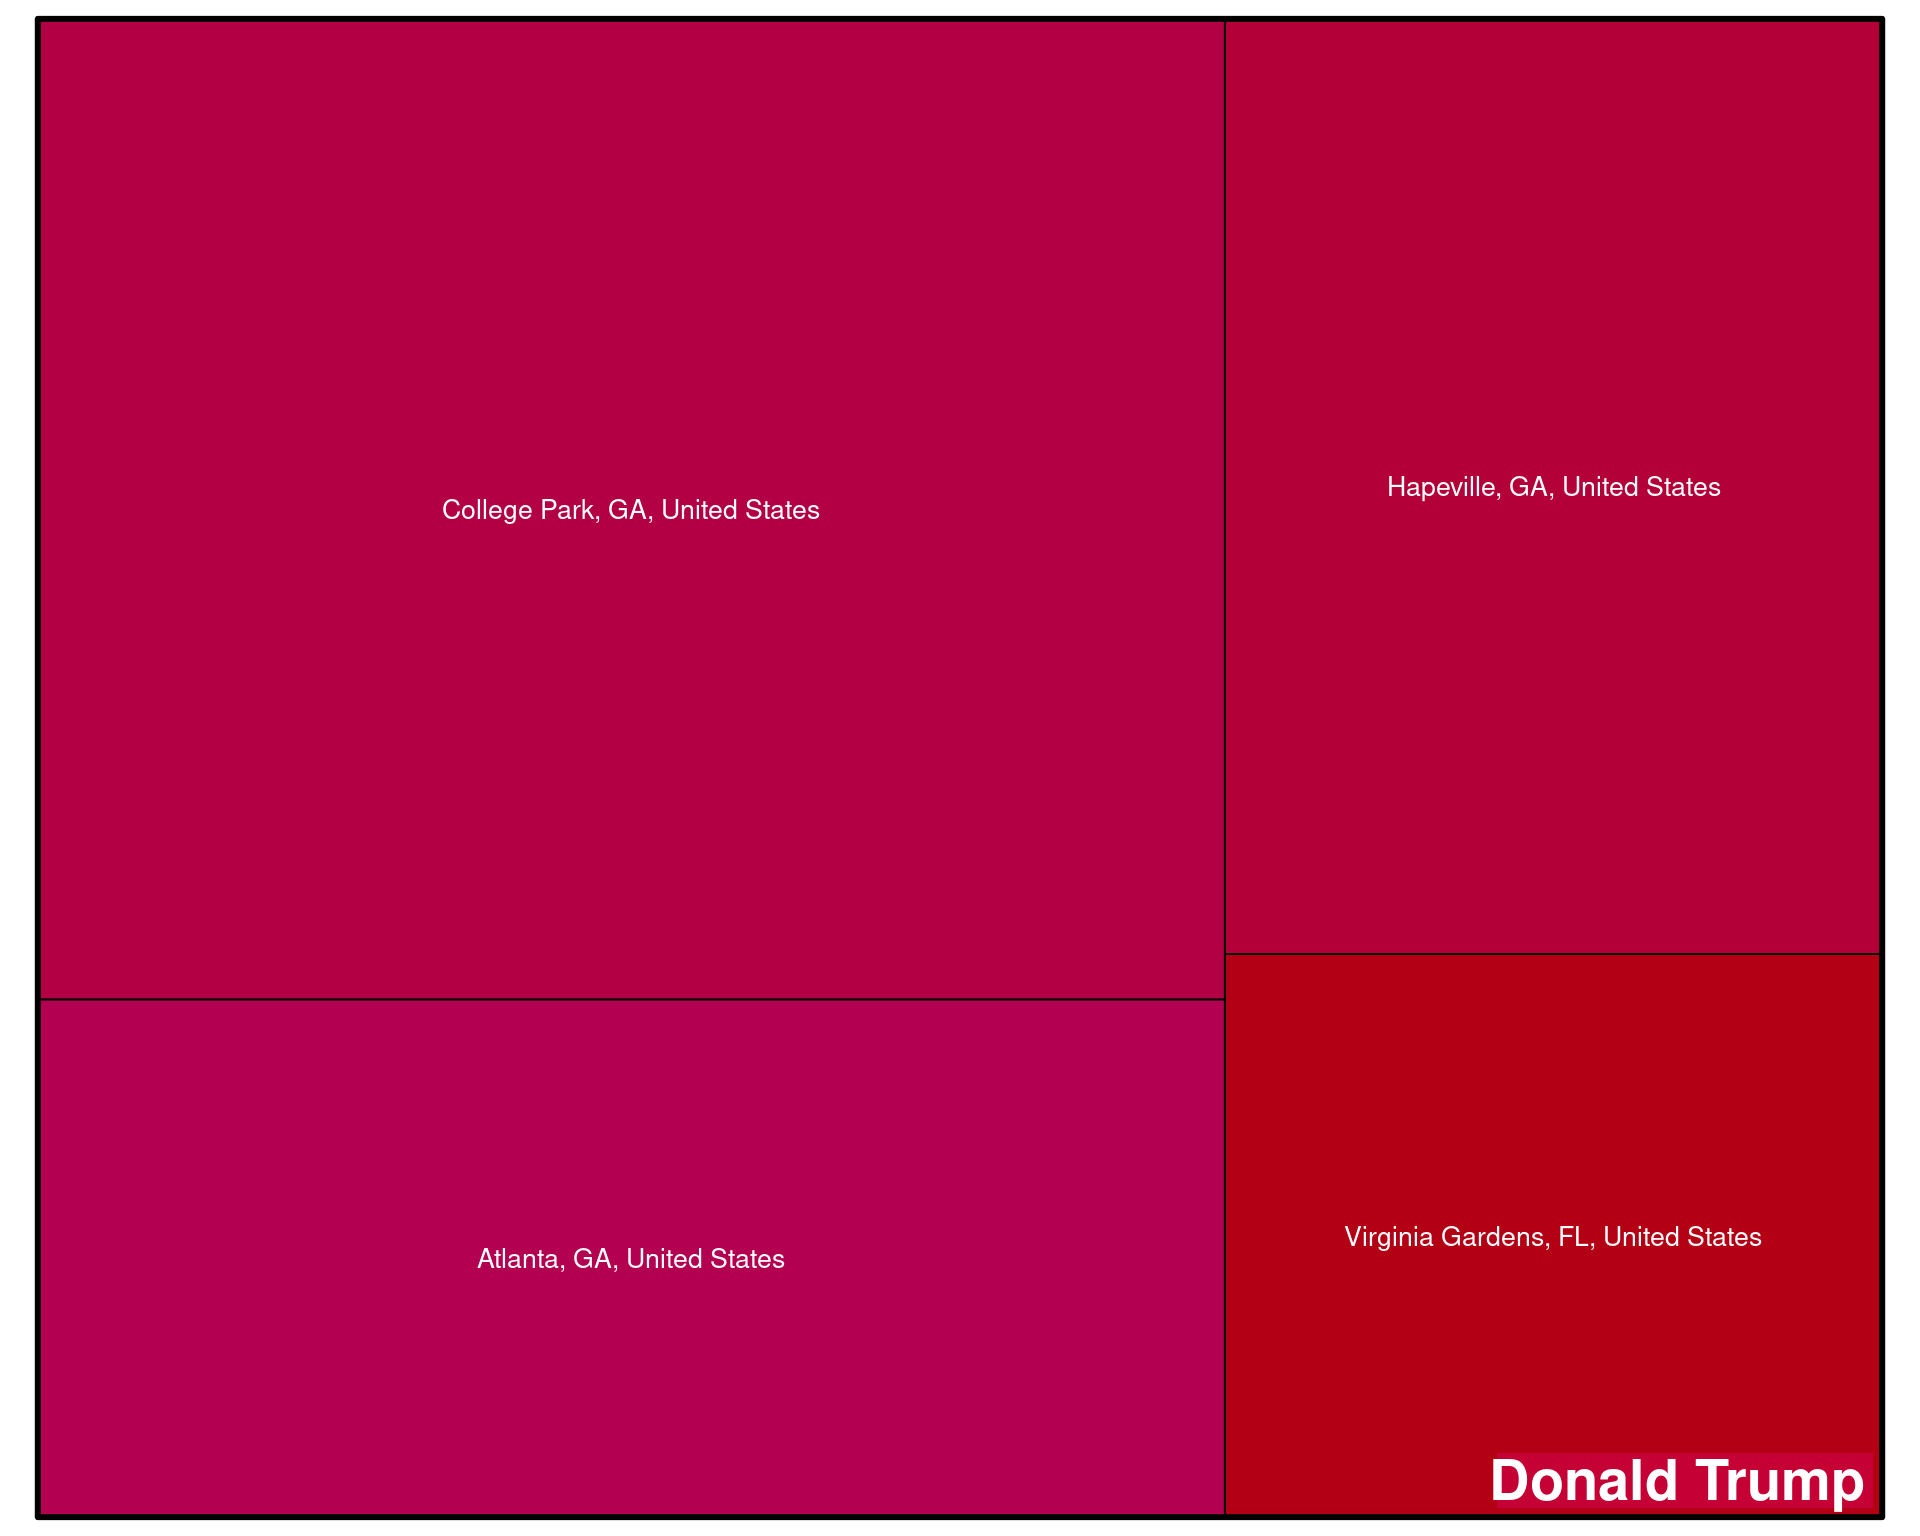 College Park, GA, United States
Hapeville, GA, United States
Atlanta, GA, United States
Virginia Gardens, FL, United States
Donald Trump